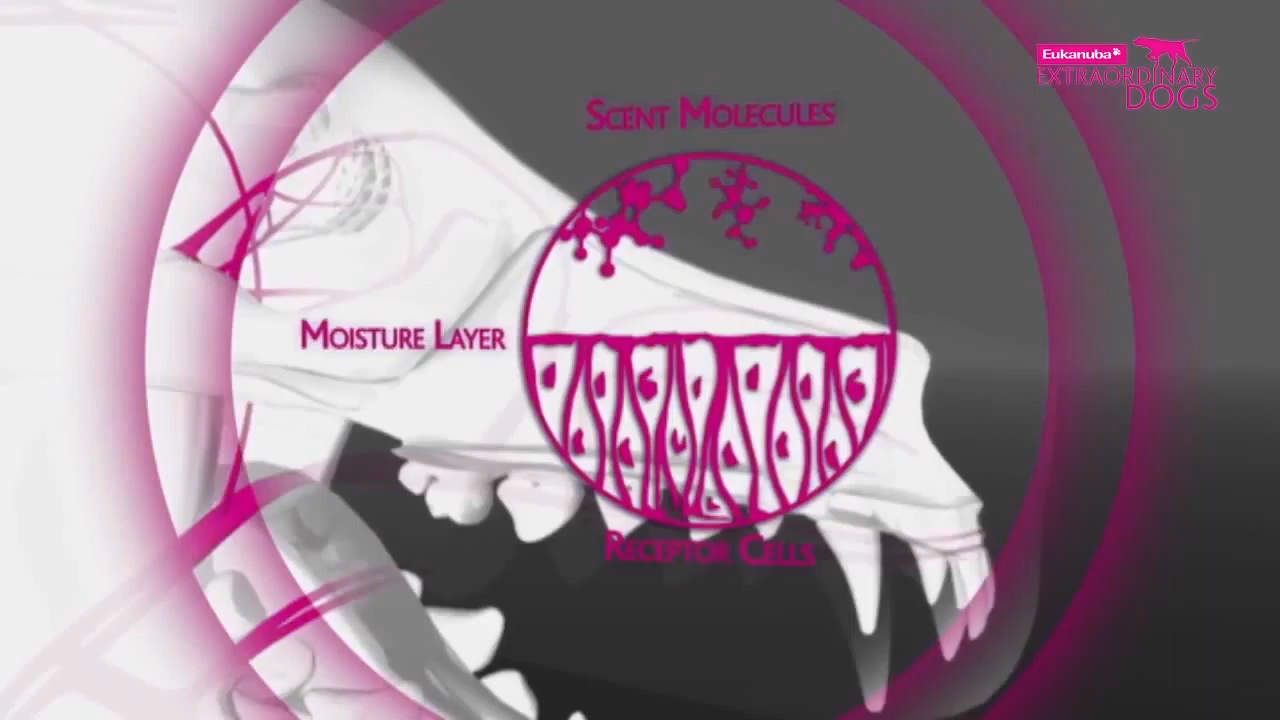 Eukanuba
EXTRAORDINARY
DOGS
SCENT MOLECULES
MOISTURE LAYER
RECEPTOR CELLS